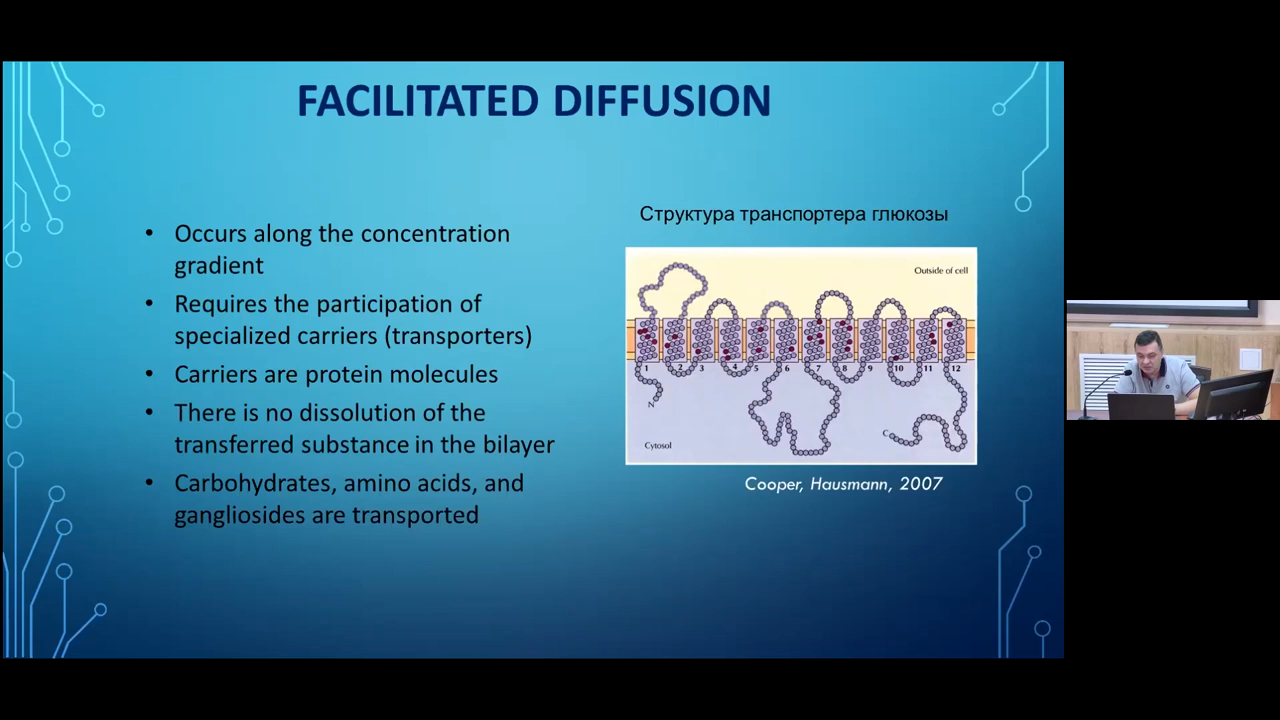 FACILITATED DIFFUSION
• Occurs along the concentration
gradient
• Requires the participation of
specialized carriers (transporters)
• Carriers are protein molecules
• There is no dissolution of the
transferred substance in the bilayer
• Carbohydrates, amino acids, and
gangliosides are transported
Структура транспортера глюкозы
Outside of cell
1 2 3 4 5 6 7 8 9 10 11 12
N
C
Cytosol
Cooper, Hausmann, 2007